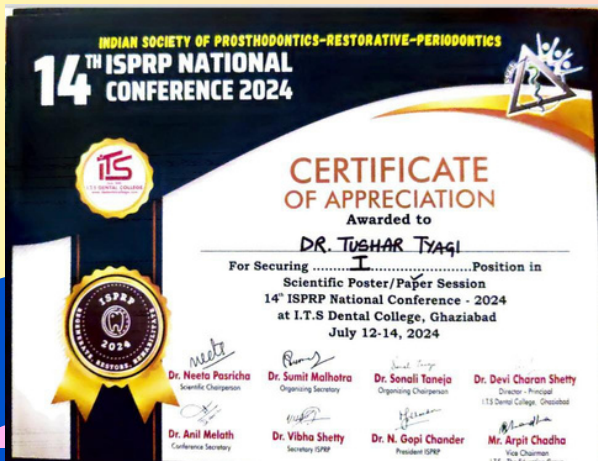 INDIAN SOCIETY OF PROSTHODONTICS-RESTORATIVE-PERIODONTICS
14TH ISPRP NATIONAL
CONFERENCE 2024
iTS
I.T.S DENTAL COLLEGE
CERTIFICATE
OF APPRECIATION
Awarded to
DR. TUSHAR TYAGI
For Securing ............I....................Position in
Scientific Poster/Paper Session
14th ISPRP National Conference - 2024
at I.T.S Dental College, Ghaziabad
July 12-14, 2024
ISPRP
2024
Dr. Neeta Pasricha
Scientific Chairperson
Dr. Sumit Malhotra
Organizing Secretary
Dr. Sonali Taneja
Organizing Chairperson
Dr. Devi Charan Shetty
Director - Principal
I.T.S Dental College, Ghaziabad
Dr. Anil Melath
Conference Secretary
Dr. Vibha Shetty
Secretary ISPRP
Dr. N. Gopi Chander
President ISPRP
Mr. Arpit Chadha
Vice Chairman